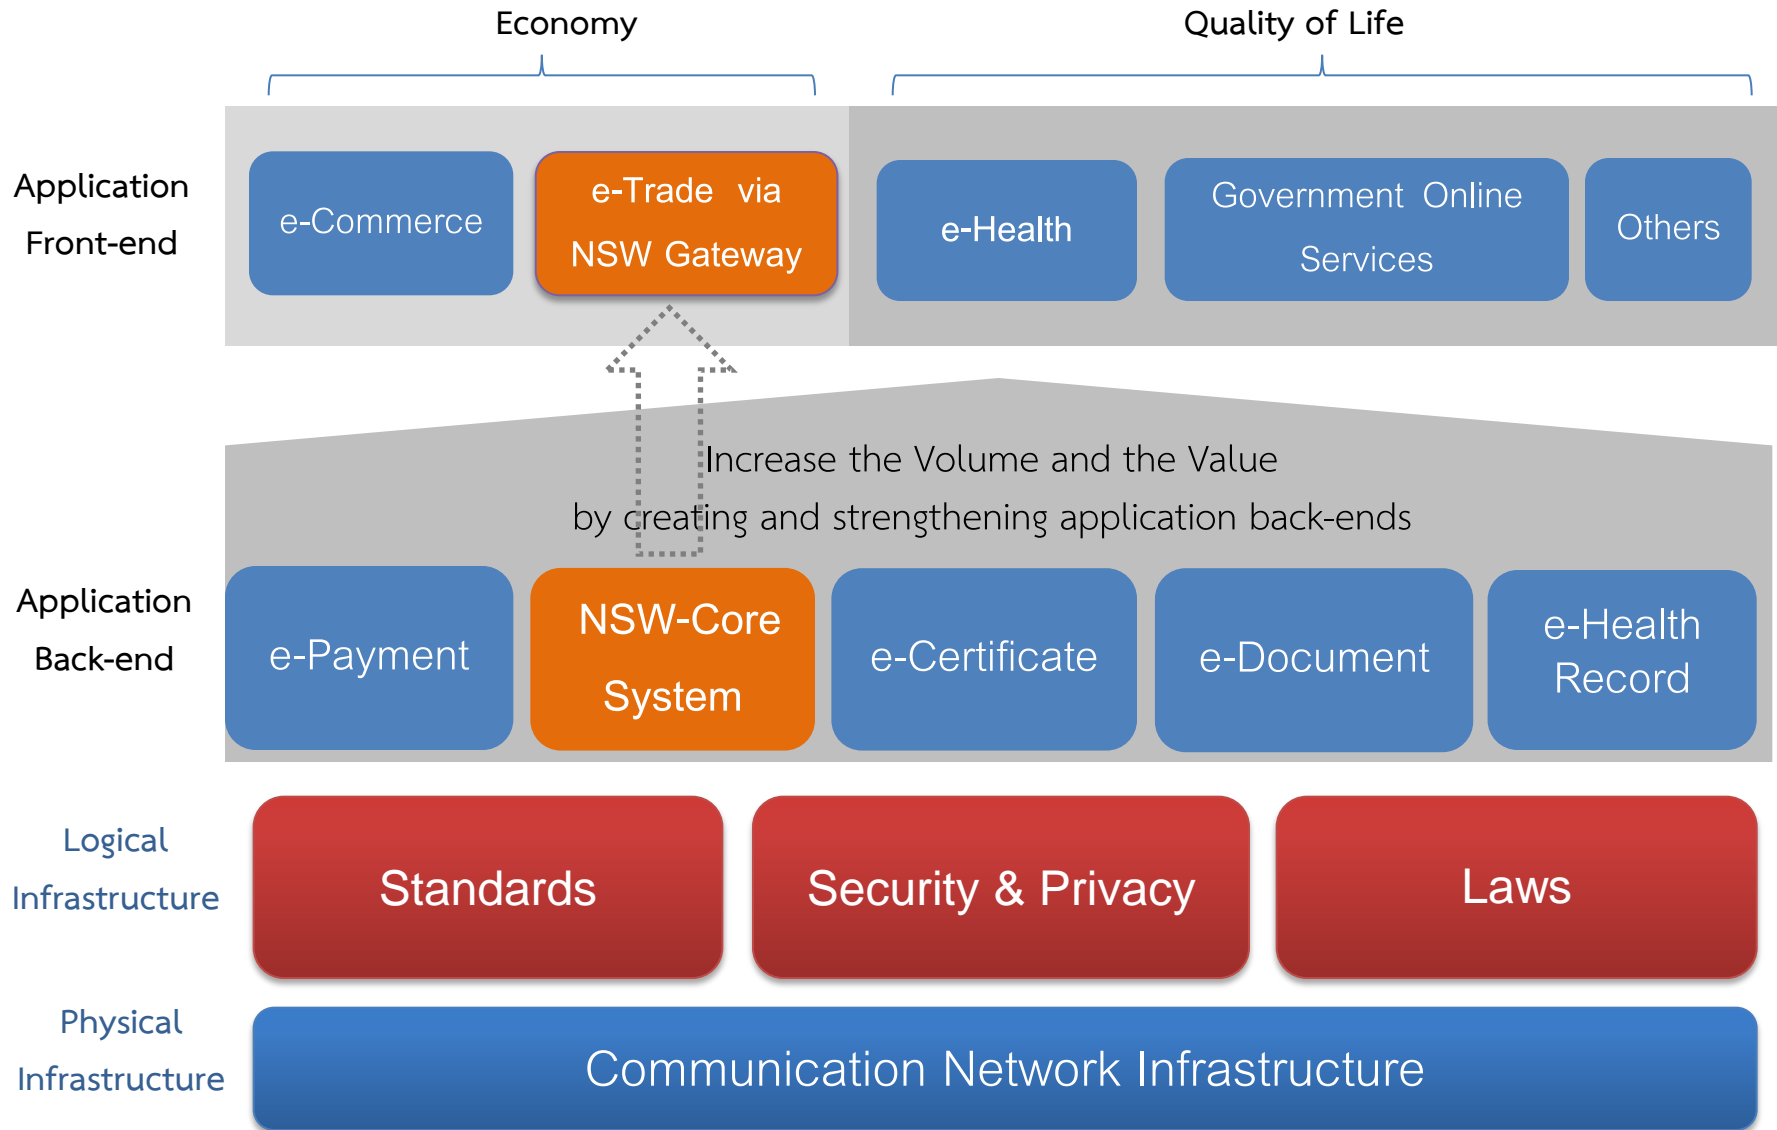 Economy
Quality of Life
Application
Front-end
e-Commerce
e-Trade via
NSW Gateway
e-Health
Government Online
Services
Others
Increase the Volume and the Value
by creating and strengthening application back-ends
Application
Back-end
e-Payment
NSW-Core
System
e-Certificate
e-Document
e-Health
Record
Logical
Infrastructure
Standards
Security & Privacy
Laws
Physical
Infrastructure
Communication Network Infrastructure